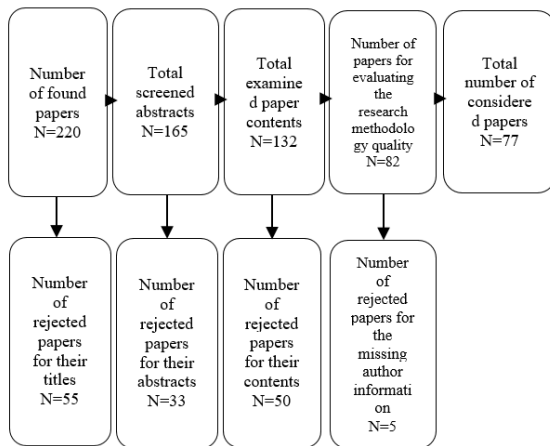 Number
of found
papers
N=220
Total
screened
abstracts
N=165
Total
examine
d paper
contents
N=132
Number of
papers for
evaluating
the
research
methodolo
gy quality
N=82
Total
number of
considere
d papers
N=77
Number
of
rejected
papers
for their
titles
N=55
Number
of
rejected
papers
for their
abstracts
N=33
Number
of
rejected
papers
for their
contents
N=50
Number
of
rejected
papers for
the
missing
author
informati
on
N=5